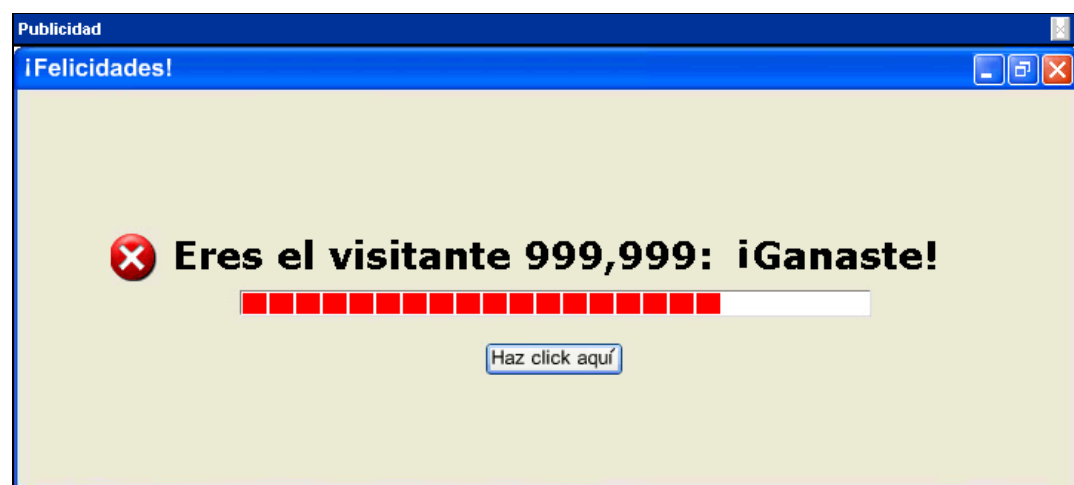 Publicidad
¡Felicidades!
Eres el visitante 999,999: ¡Ganaste!
Haz click aquí